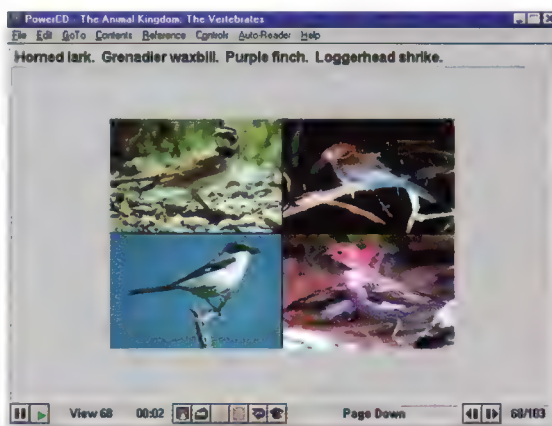 PowerCD - The Animal Kingdom: The Vertebrates
File Edit GoTo Contents Reference Controls Auto-Reader Help
Horned lark. Grenadier waxbill. Purple finch. Loggerhead shrike.
View 68 00:02 Page Down 68/103